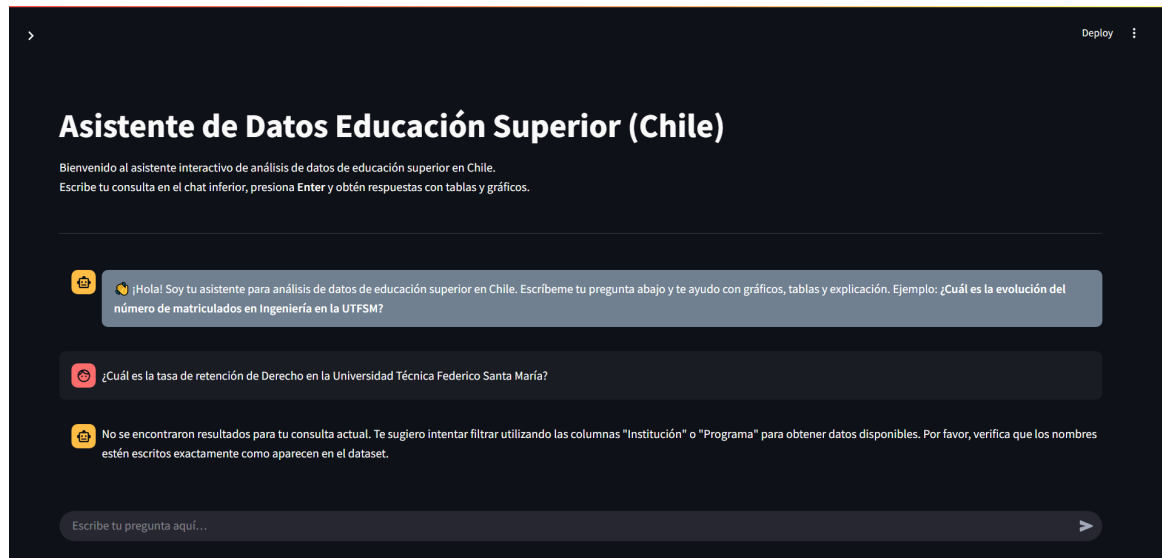 Deploy
Asistente de Datos Educación Superior (Chile)
Bienvenido al asistente interactivo de análisis de datos de educación superior en Chile.
Escribe tu consulta en el chat inferior, presiona Enter y obtén respuestas con tablas y gráficos.
¡Hola! Soy tu asistente para análisis de datos de educación superior en Chile. Escríbeme tu pregunta abajo y te ayudo con gráficos, tablas y explicación. Ejemplo: ¿Cuál es la evolución del
número de matriculados en Ingeniería en la UTFSM?
¿Cuál es la tasa de retención de Derecho en la Universidad Técnica Federico Santa María?
No se encontraron resultados para tu consulta actual. Te sugiero intentar filtrar utilizando las columnas "Institución" o "Programa" para obtener datos disponibles. Por favor, verifica que los nombres
estén escritos exactamente como aparecen en el dataset.
Escribe tu pregunta aquí...